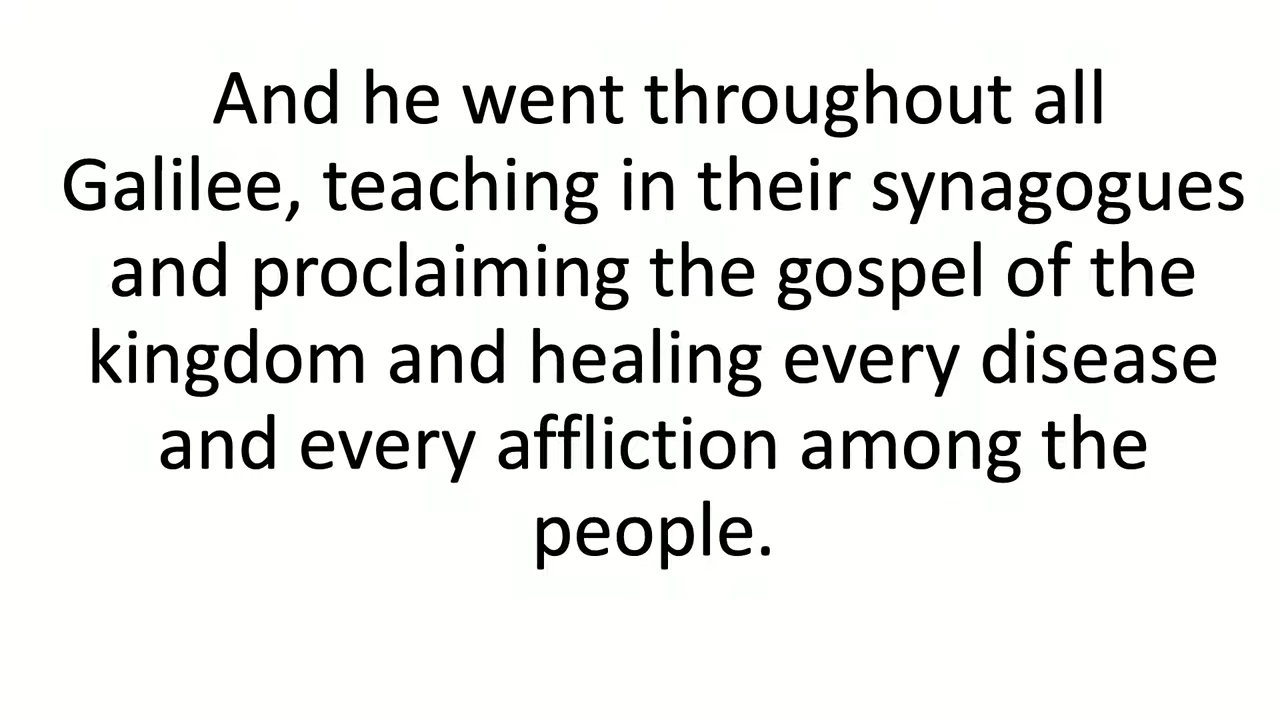 And he went throughout all
Galilee, teaching in their synagogues
and proclaiming the gospel of the
kingdom and healing every disease
and every affliction among the
people.